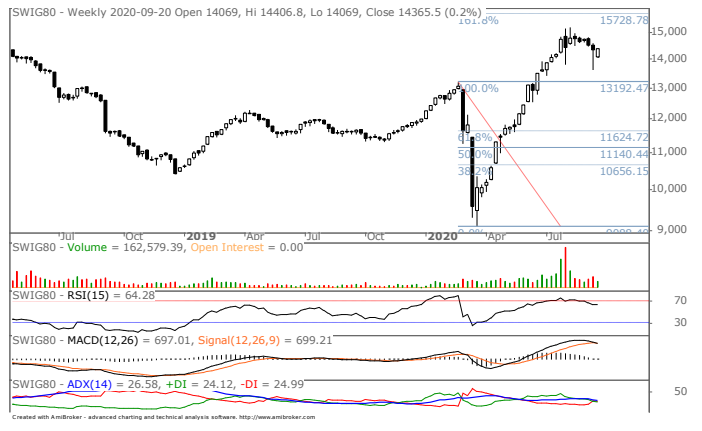 SWIG80 - Weekly 2020-09-20 Open 14069, Hi 14406.8, Lo 14069, Close 14365.5 (0.2%)
161.8%
15728.78
15,000
14,000
100.0%
13192.47
13,000
61.8%
11624.72
50.0%
11140.44
11,000
38.2%
10656.15
10,000
9,000
Jul
Oct
2019
Apr
Jul
Oct
2020
Apr
Jul
SWIG80 - Volume = 162,579.39, Open Interest = 0.00
SWIG80 - RSI(15) = 64.28
70
30
SWIG80 - MACD(12,26) = 697.01, Signal(12,26,9) = 699.21
SWIG80 - ADX(14) = 26.58, +DI = 24.12, -DI = 24.99
50
Created with AmiBroker - advanced charting and technical analysis software. http://www.amibroker.com